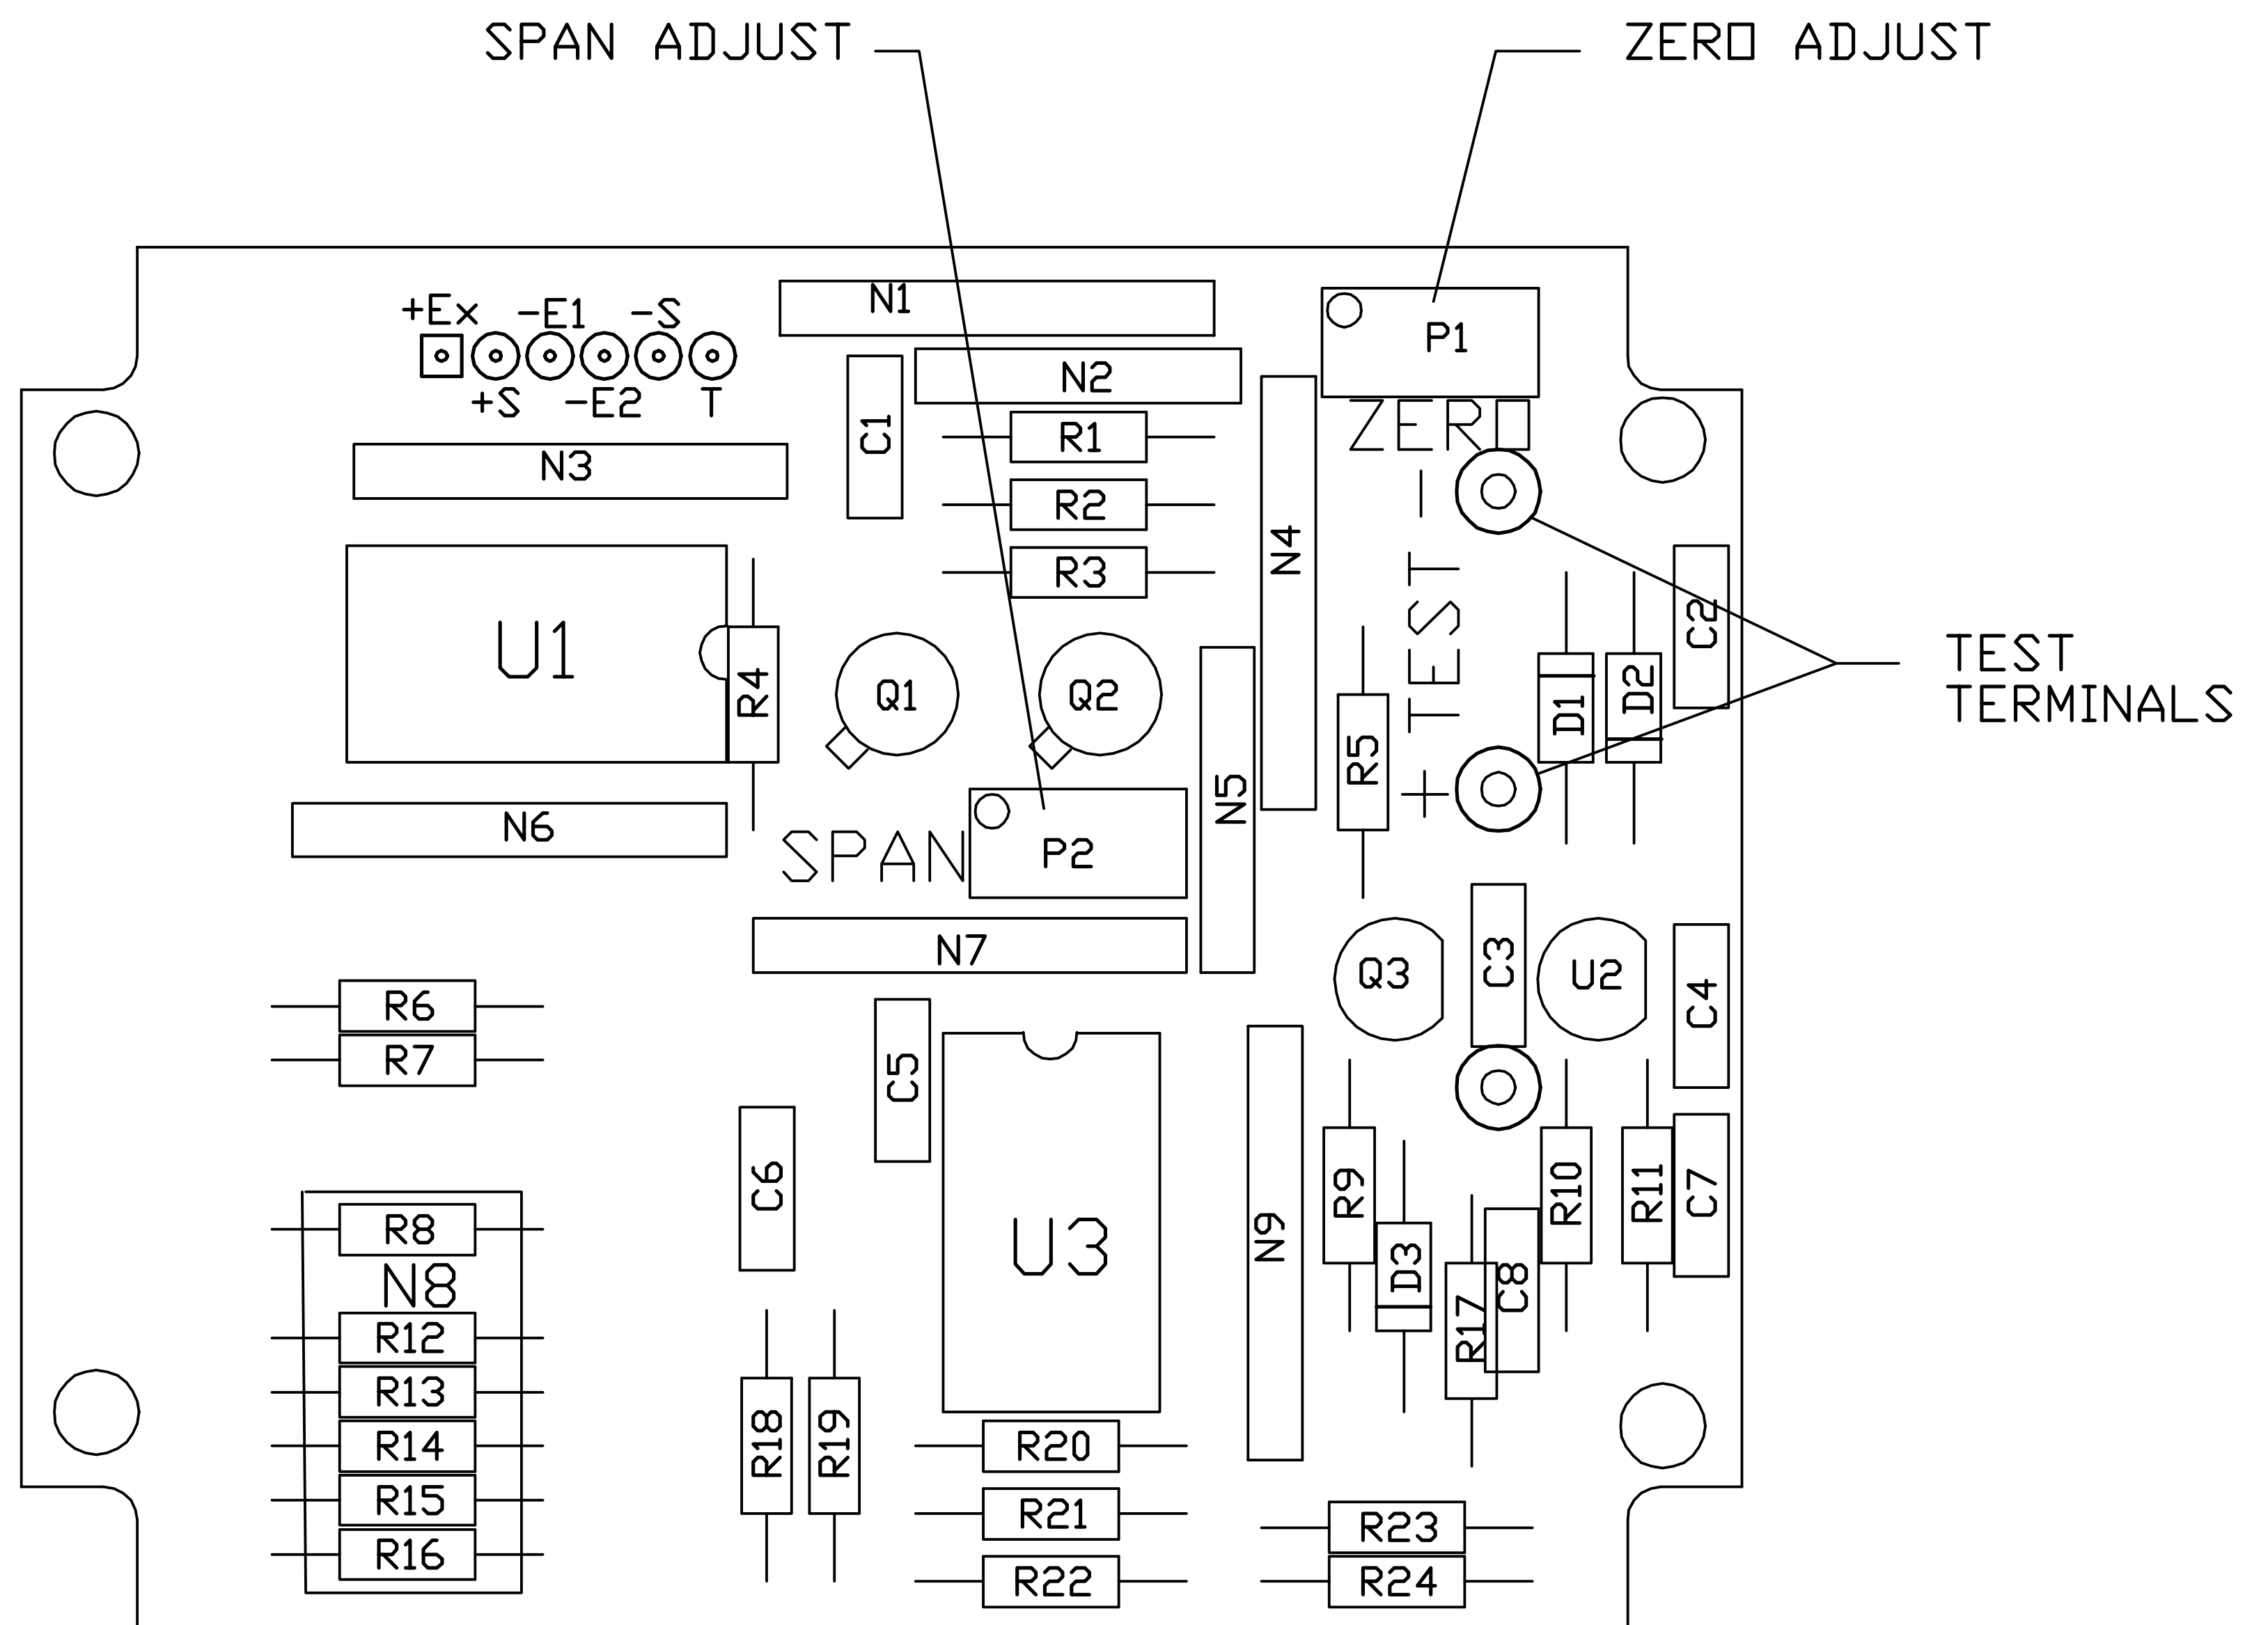 SPAN ADJUST
ZERO ADJUST
+Ex -E1 -S
+S -E2 T
N1
P1
N2
C1
R1
ZERO
N3
R2
N4
R3
- TEST +
C2
U1
R4
Q1
Q2
D1
D2
TEST
TERMINALS
R5
N5
N6
SPAN
P2
N7
Q3
C3
U2
C4
R6
R7
C5
C6
R9
R10
R11
C7
R8
U3
N9
D3
C8
N8
R17
R12
R13
R14
R18
R19
R20
R15
R21
R23
R16
R22
R24